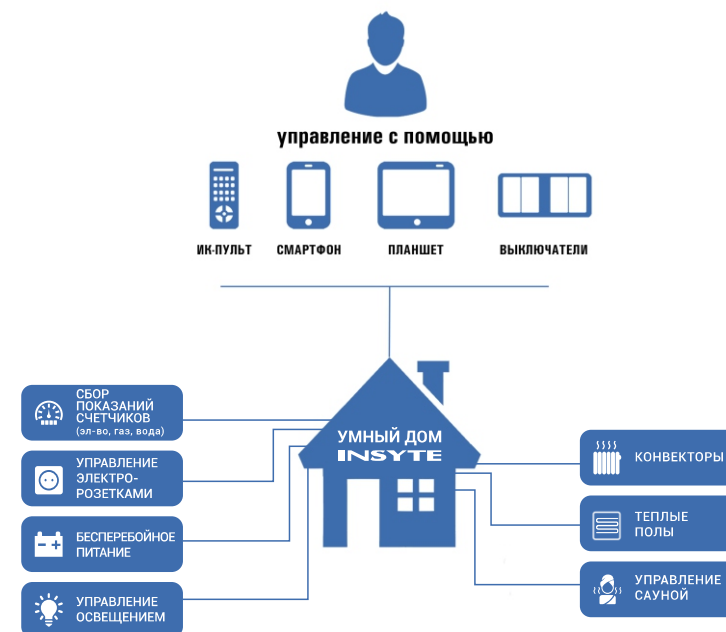 управление с помощью
ИК-ПУЛЬТ
СМАРТФОН
ПЛАНШЕТ
ВЫКЛЮЧАТЕЛИ
УМНЫЙ ДОМ
INSYTE
СБОР
ПОКАЗАНИЙ
СЧЕТЧИКОВ
(эл-во, газ, вода)
УПРАВЛЕНИЕ
ЭЛЕКТРО-
РОЗЕТКАМИ
БЕСПЕРЕБОЙНОЕ
ПИТАНИЕ
УПРАВЛЕНИЕ
ОСВЕЩЕНИЕМ
КОНВЕКТОРЫ
ТЕПЛЫЕ
ПОЛЫ
УПРАВЛЕНИЕ
САУНОЙ